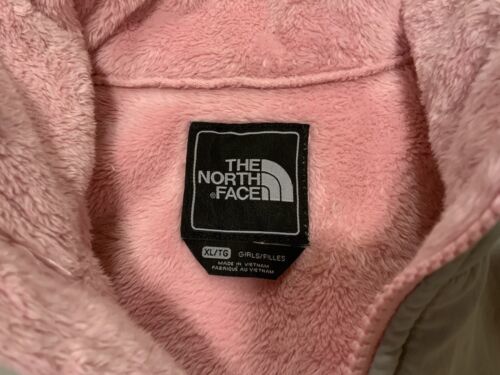 THE
NORTH
®FACE
XL/TG GIRLS/FILLES
MADE IN VIETNAM
FABRIQUÉ AU VIETNAM